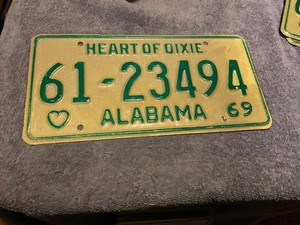 HEART OF DIXIE
61-23494
ALABAMA 69